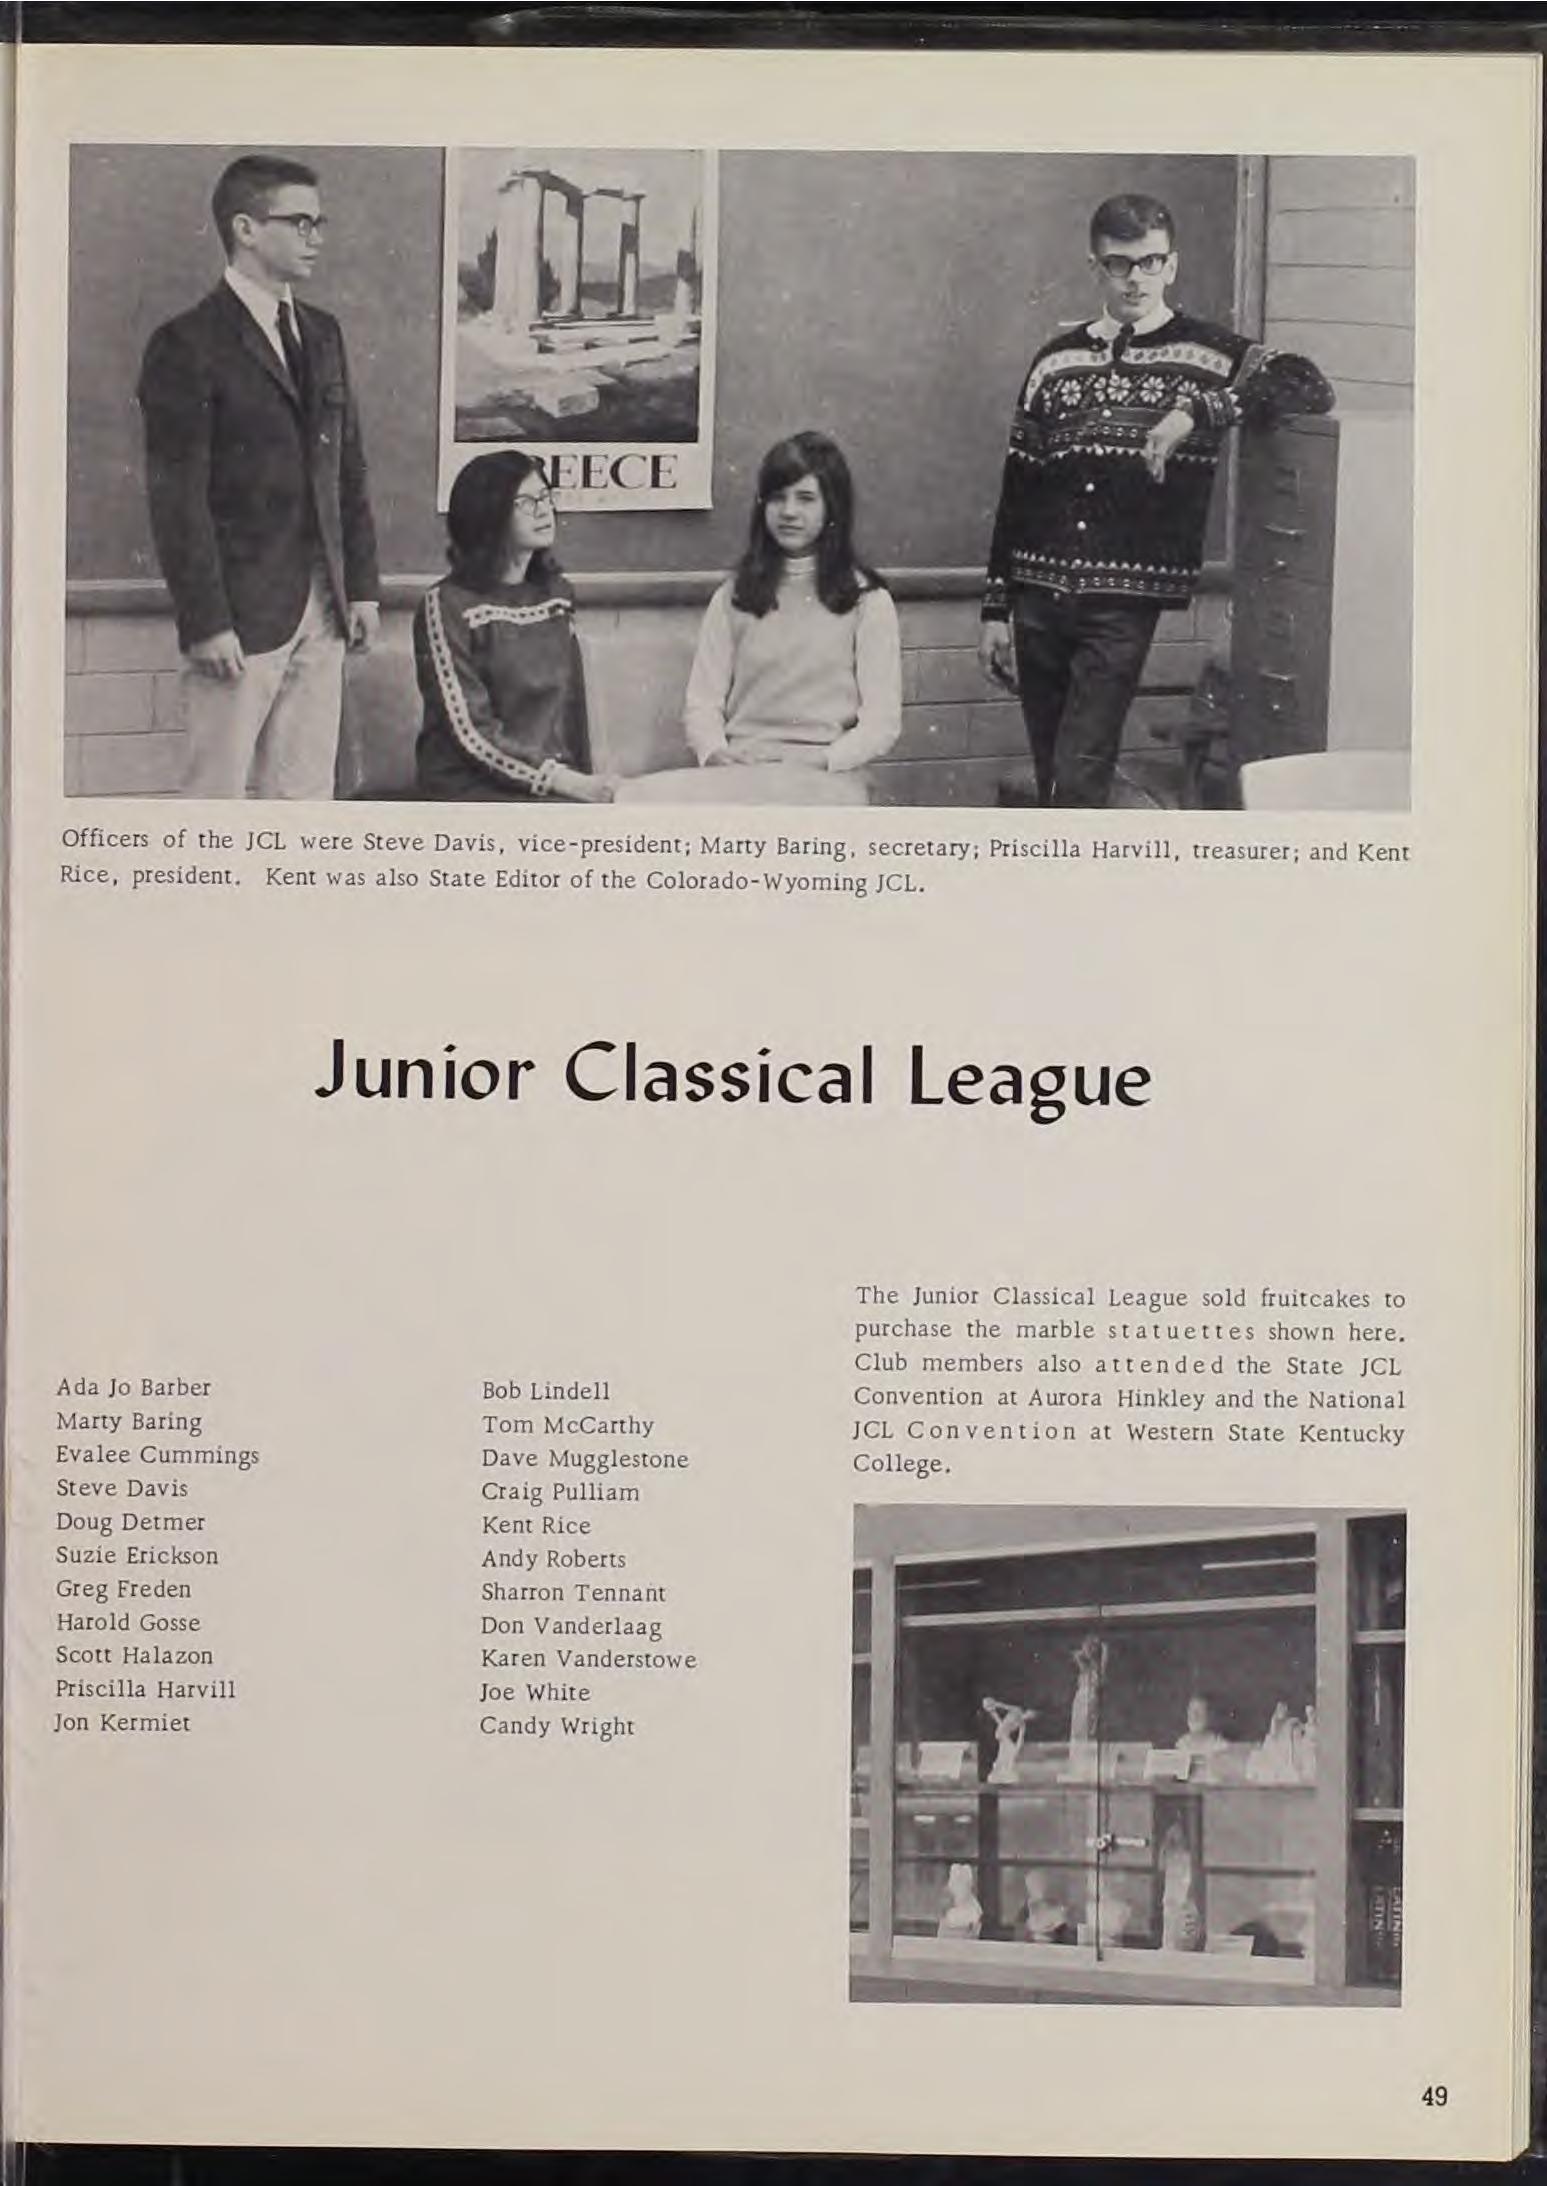 EECE
Officers of the JCL were Steve Davis, vice-president; Marty Baring, secretary; Priscilla Harvill, treasurer; and Kent
Rice, president. Kent was also State Editor of the Colorado-Wyoming JCL.
Junior Classical League
Ada Jo Barber
Marty Baring
Evalee Cummings
Steve Davis
Doug Detmer
Suzie Erickson
Greg Freden
Harold Gosse
Scott Halazon
Priscilla Harvill
Jon Kermiet
Bob Lindell
Tom McCarthy
Dave Mugglestone
Craig Pulliam
Kent Rice
Andy Roberts
Sharron Tennant
Don Vanderlaag
Karen Vanderstowe
Joe White
Candy Wright
The Junior Classical League sold fruitcakes to
purchase the marble statuettes shown here.
Club members also attended the State JCL
Convention at Aurora Hinkley and the National
JCL Convention at Western State Kentucky
College.
LATIN
LATIN
49